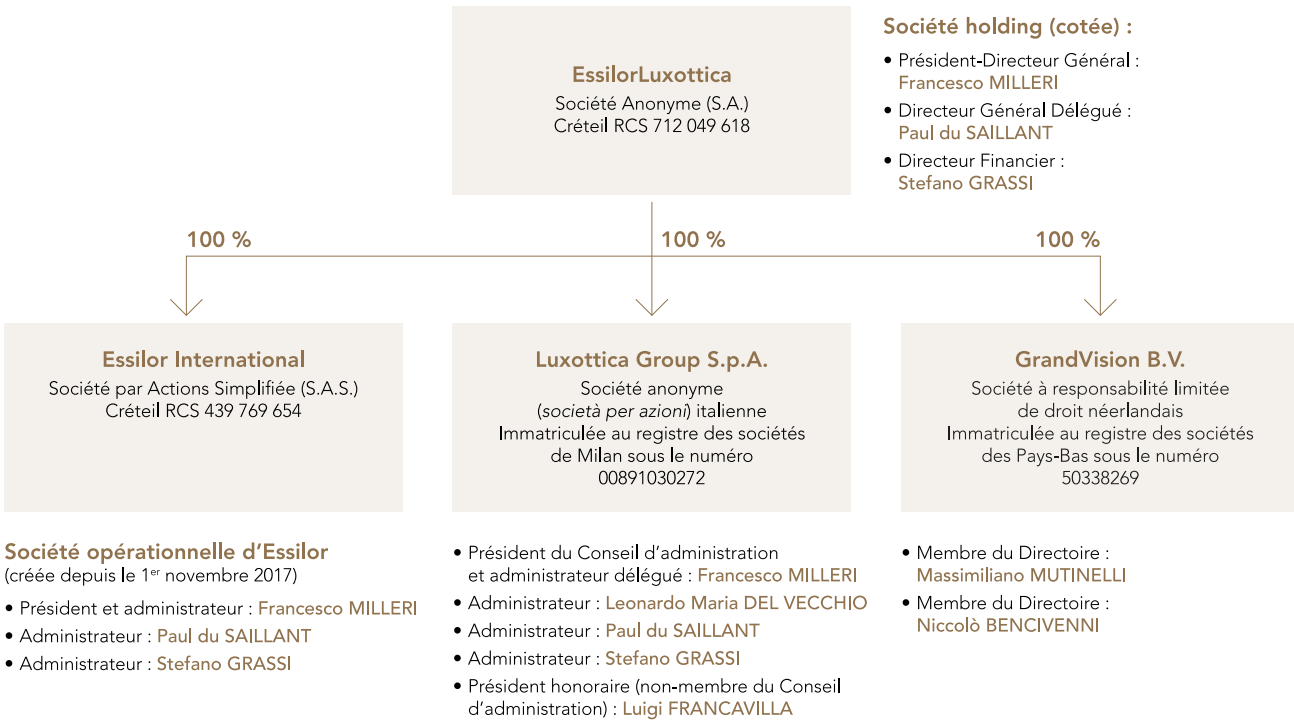 EssilorLuxottica
Société Anonyme (S.A.)
Créteil RCS 712 049 618
Société holding (cotée) :
• Président-Directeur Général :
Francesco MILLERI
• Directeur Général Délégué :
Paul du SAILLANT
• Directeur Financier :
Stefano GRASSI
100 %
100 %
100 %
Essilor International
Société par Actions Simplifiée (S.A.S.)
Créteil RCS 439 769 654
Luxottica Group S.p.A.
Société anonyme
(società per azioni) italienne
Immatriculée au registre des sociétés
de Milan sous le numéro
00891030272
GrandVision B.V.
Société à responsabilité limitée
de droit néerlandais
Immatriculée au registre des sociétés
des Pays-Bas sous le numéro
50338269
Société opérationnelle d’Essilor
(créée depuis le 1er novembre 2017)
• Président et administrateur : Francesco MILLERI
• Administrateur : Paul du SAILLANT
• Administrateur : Stefano GRASSI
• Président du Conseil d’administration
et administrateur délégué : Francesco MILLERI
• Administrateur : Leonardo Maria DEL VECCHIO
• Administrateur : Paul du SAILLANT
• Administrateur : Stefano GRASSI
• Président honoraire (non-membre du Conseil
d’administration) : Luigi FRANCAVILLA
• Membre du Directoire :
Massimiliano MUTINELLI
• Membre du Directoire :
Niccolò BENCIVENNI